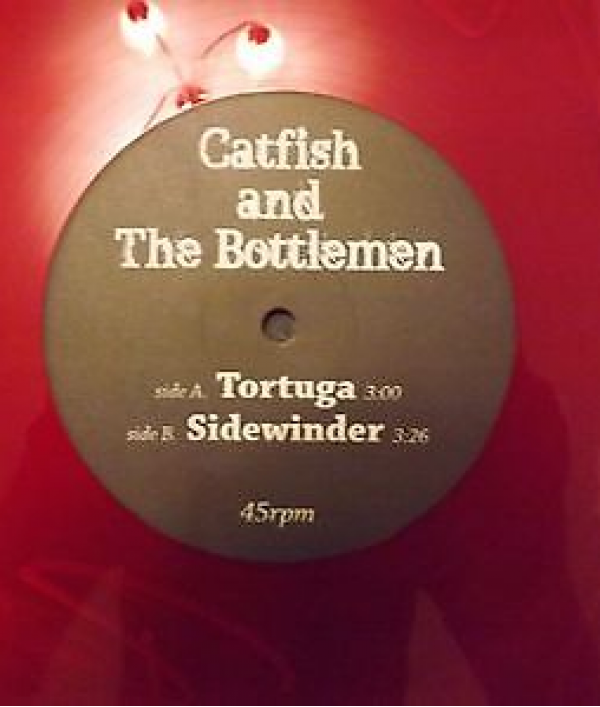 Catfish
and
The Bottlemen
side A. Tortuga 3:00
side B. Sidewinder 3:26
45rpm